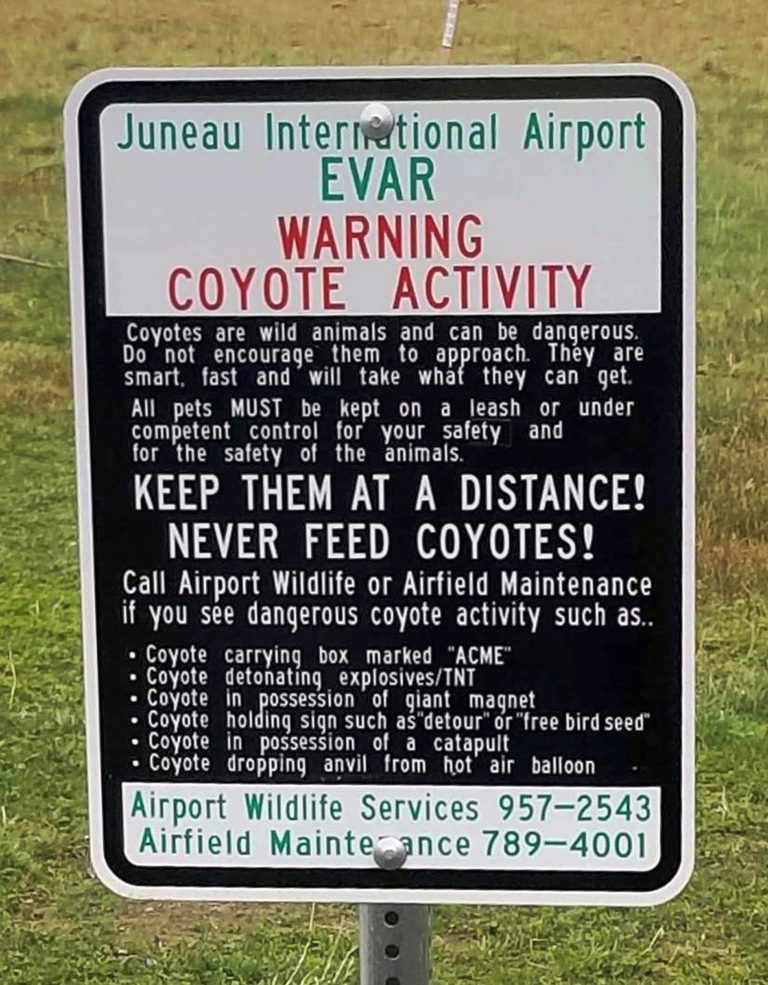 Juneau International Airport
EVAR
WARNING
COYOTE ACTIVITY
Coyotes are wild animals and can be dangerous.
Do not encourage them to approach. They are
smart, fast and will take what they can get.
All pets MUST be kept on a leash or under
competent control for your safety and
for the safety of the animals.
KEEP THEM AT A DISTANCE!
NEVER FEED COYOTES!
Call Airport Wildlife or Airfield Maintenance
if you see dangerous coyote activity such as..
• Coyote carrying box marked "ACME"
• Coyote detonating explosives/TNT
• Coyote in possession of giant magnet
• Coyote holding sign such as"detour" or "free bird seed"
• Coyote in possession of a catapult
• Coyote dropping anvil from hot air balloon
Airport Wildlife Services 957-2543
Airfield Maintenance 789-4001